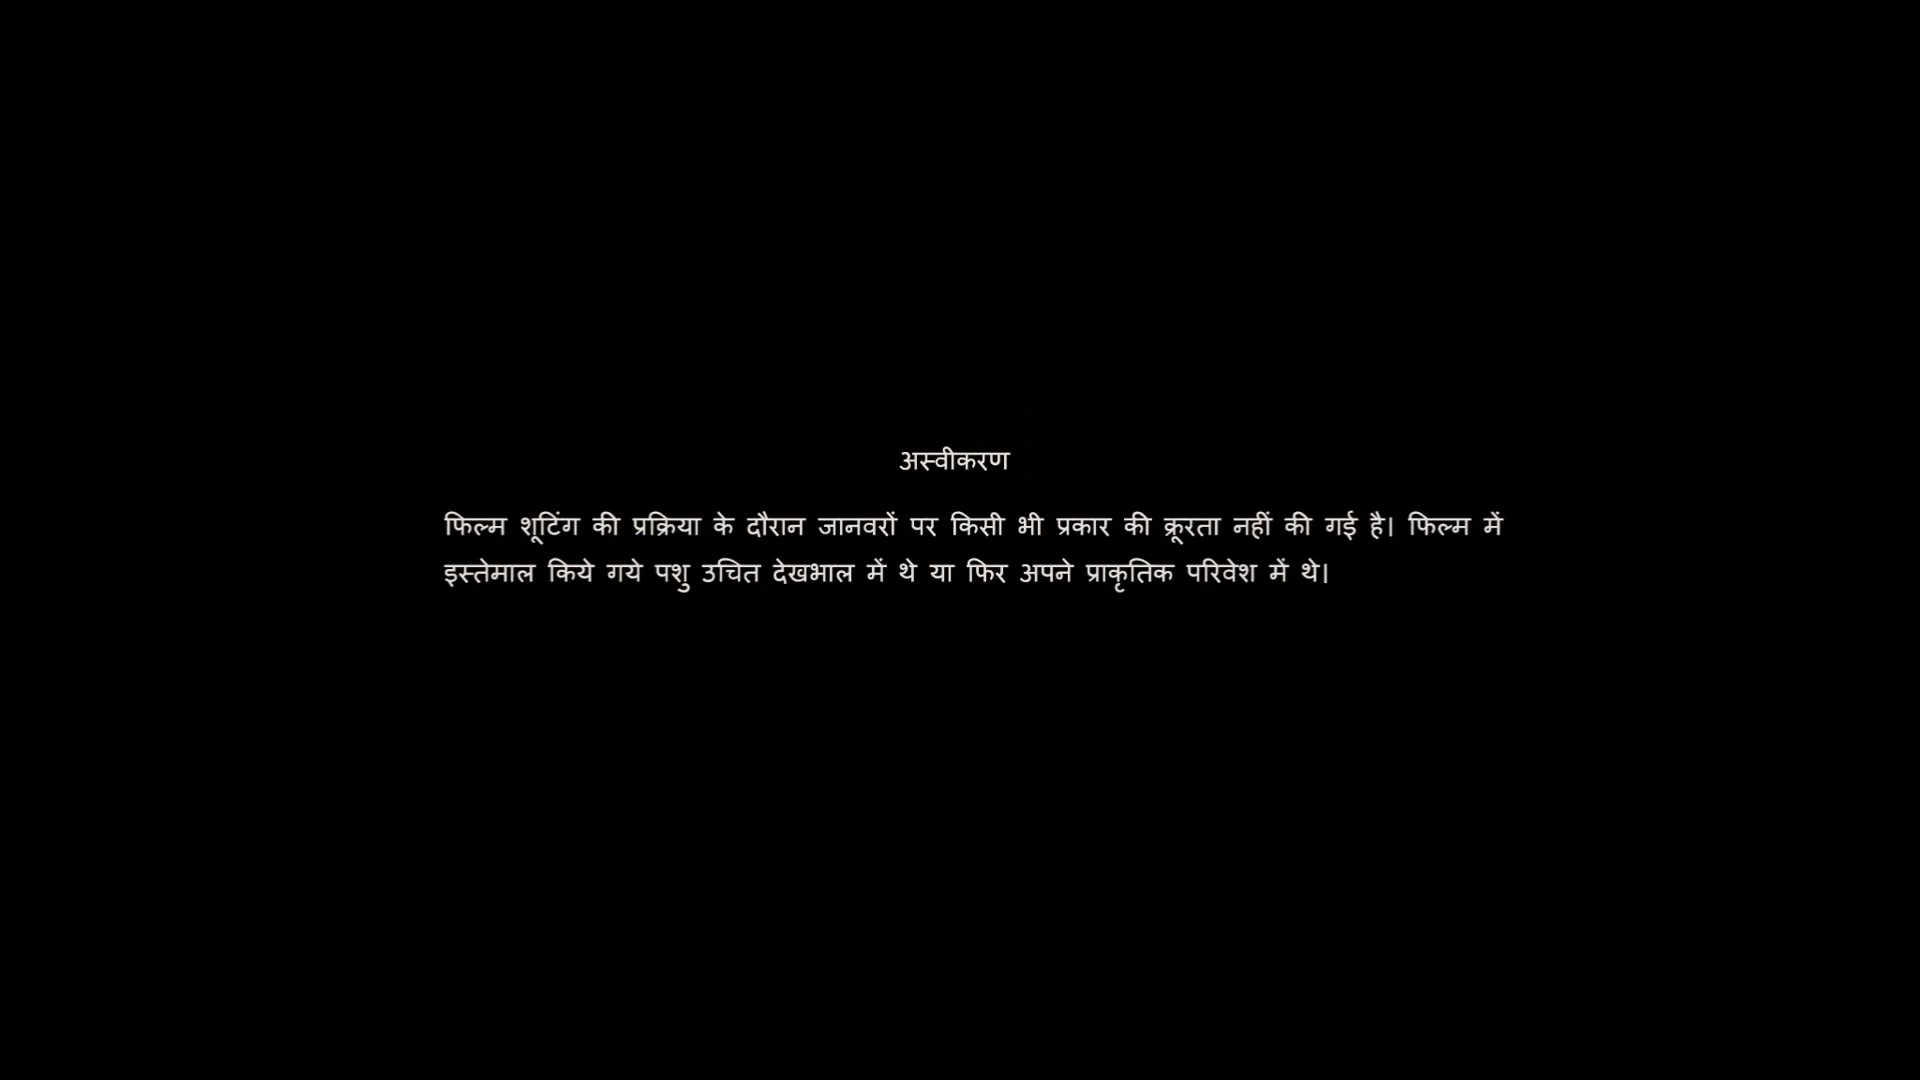 अस्वीकरण
फिल्म शूटिंग की प्रक्रिया के दौरान जानवरों पर किसी भी प्रकार की क्रूरता नहीं की गई है। फिल्म में
इस्तेमाल किये गये पशु उचित देखभाल में थे या फिर अपने प्राकृतिक परिवेश में थे।